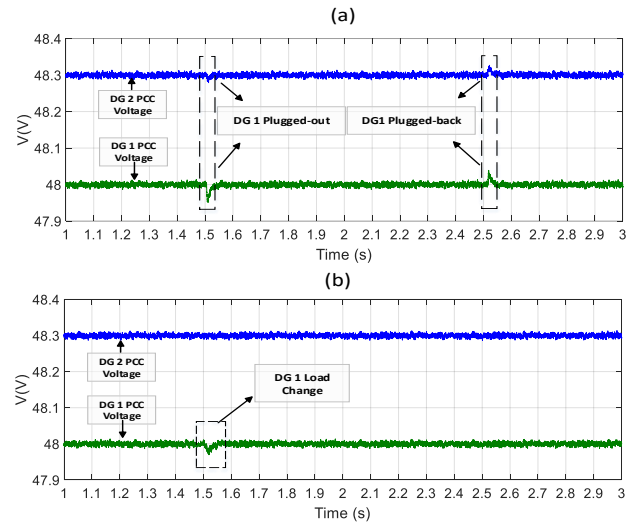 (a)
48.4
48.3
48.2
48.1
48
47.9
V(V)
DG 2 PCC
Voltage
DG 1 PCC
Voltage
DG 1 Plugged-out
DG1 Plugged-back
1 1.1 1.2 1.3 1.4 1.5 1.6 1.7 1.8 1.9 2 2.1 2.2 2.3 2.4 2.5 2.6 2.7 2.8 2.9 3
Time (s)
(b)
48.4
48.3
48.2
48.1
48
47.9
V(V)
DG 2 PCC
Voltage
DG 1 PCC
Voltage
DG 1 Load
Change
1 1.1 1.2 1.3 1.4 1.5 1.6 1.7 1.8 1.9 2 2.1 2.2 2.3 2.4 2.5 2.6 2.7 2.8 2.9 3
Time (s)